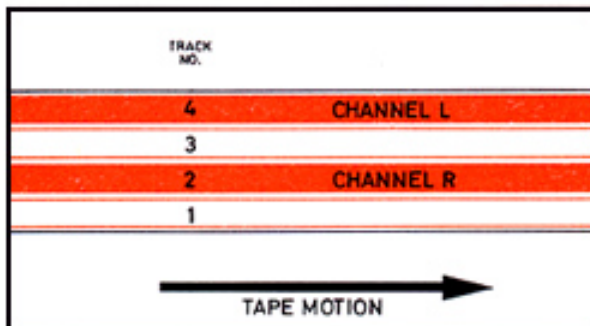 TRACK
NO.
4 CHANNEL L
3
2 CHANNEL R
1
TAPE MOTION